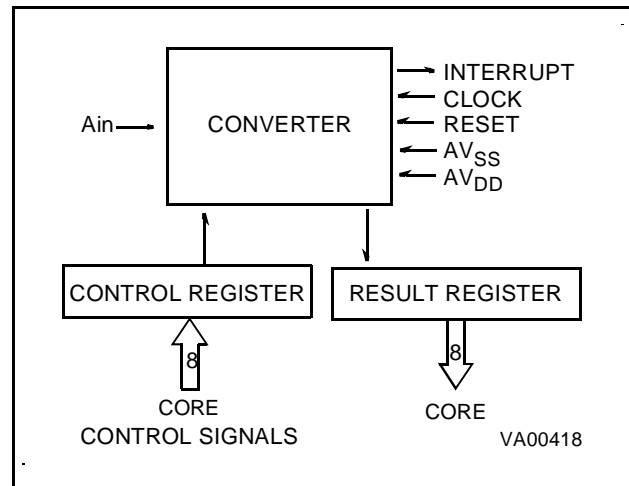 INTERRUPT
CLOCK
Ain
CONVERTER
RESET
AVSS
AVDD
CONTROL REGISTER
RESULT REGISTER
8
8
CORE
CONTROL SIGNALS
CORE
VA00418